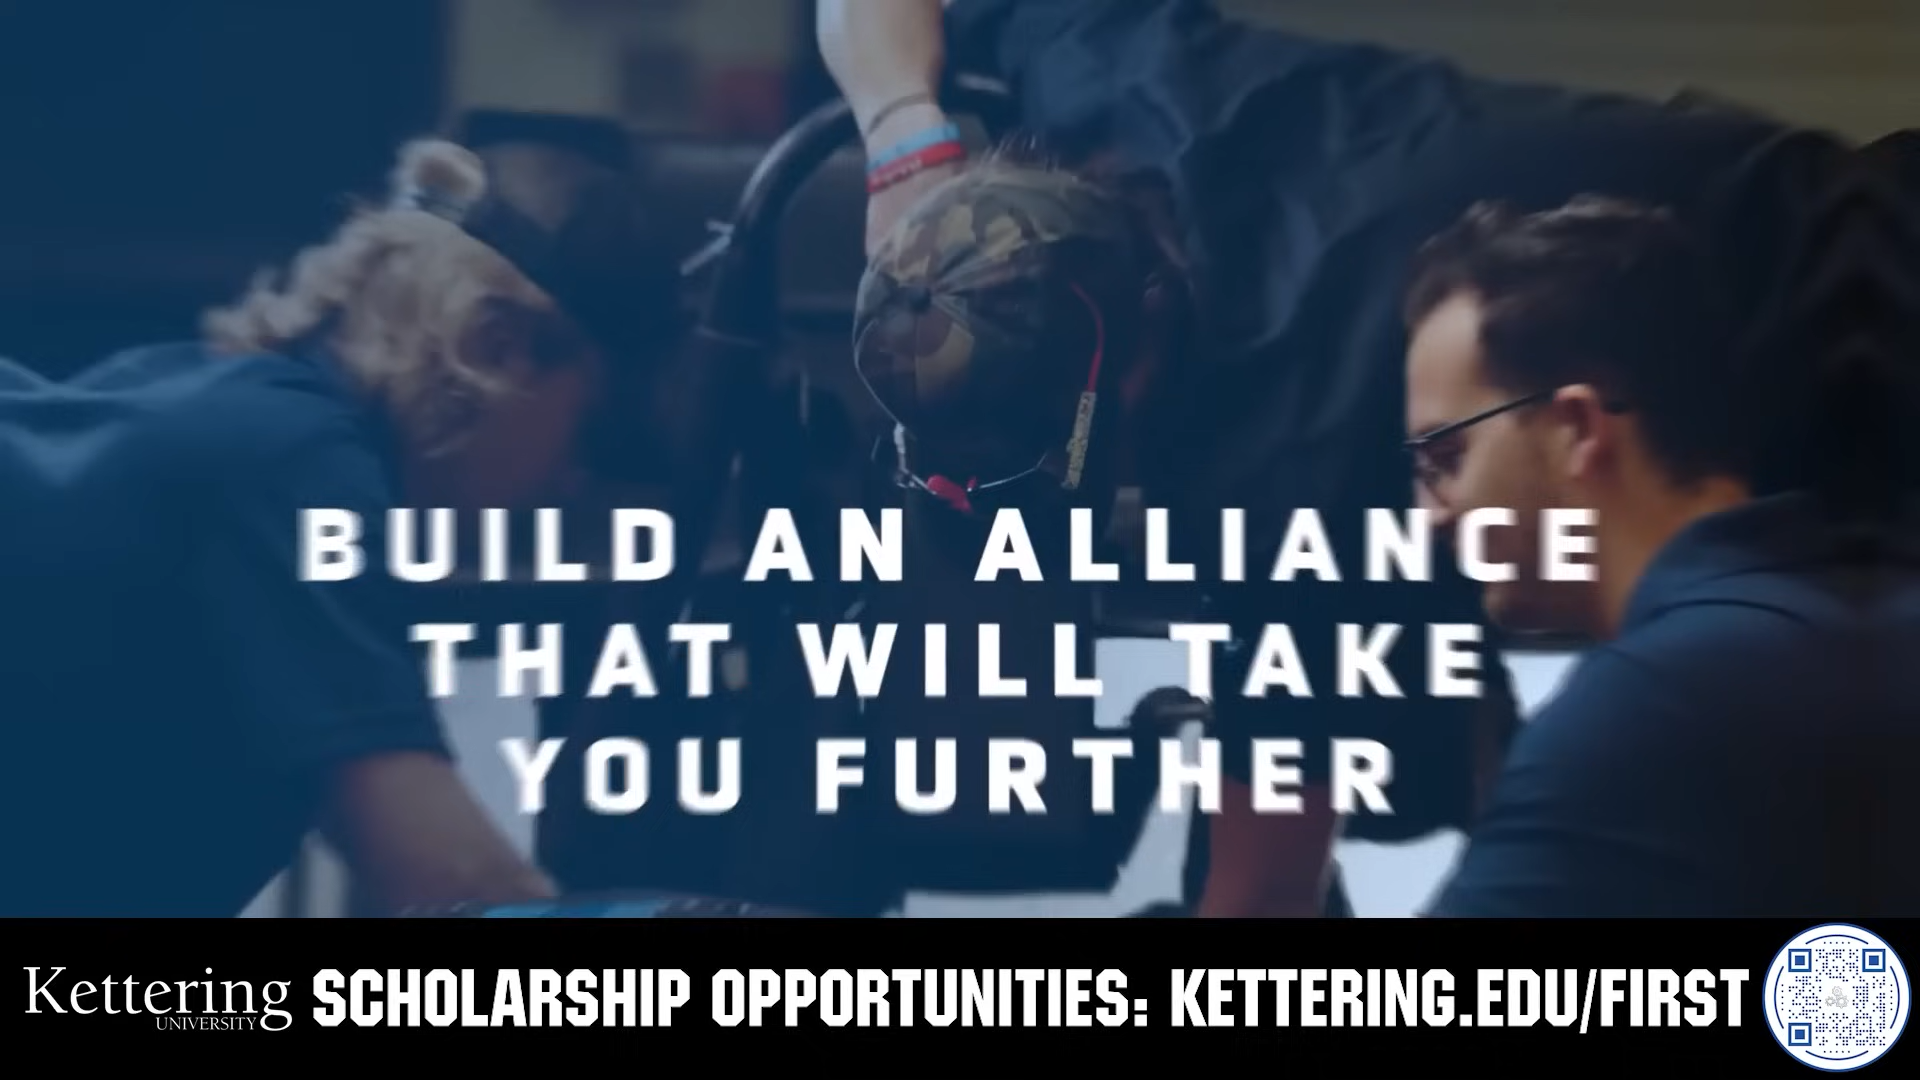 BUILD AN ALLIANCE
THAT WILL TAKE
YOU FURTHER
Kettering UNIVERSITY
SCHOLARSHIP OPPORTUNITIES: KETTERING.EDU/FIRST